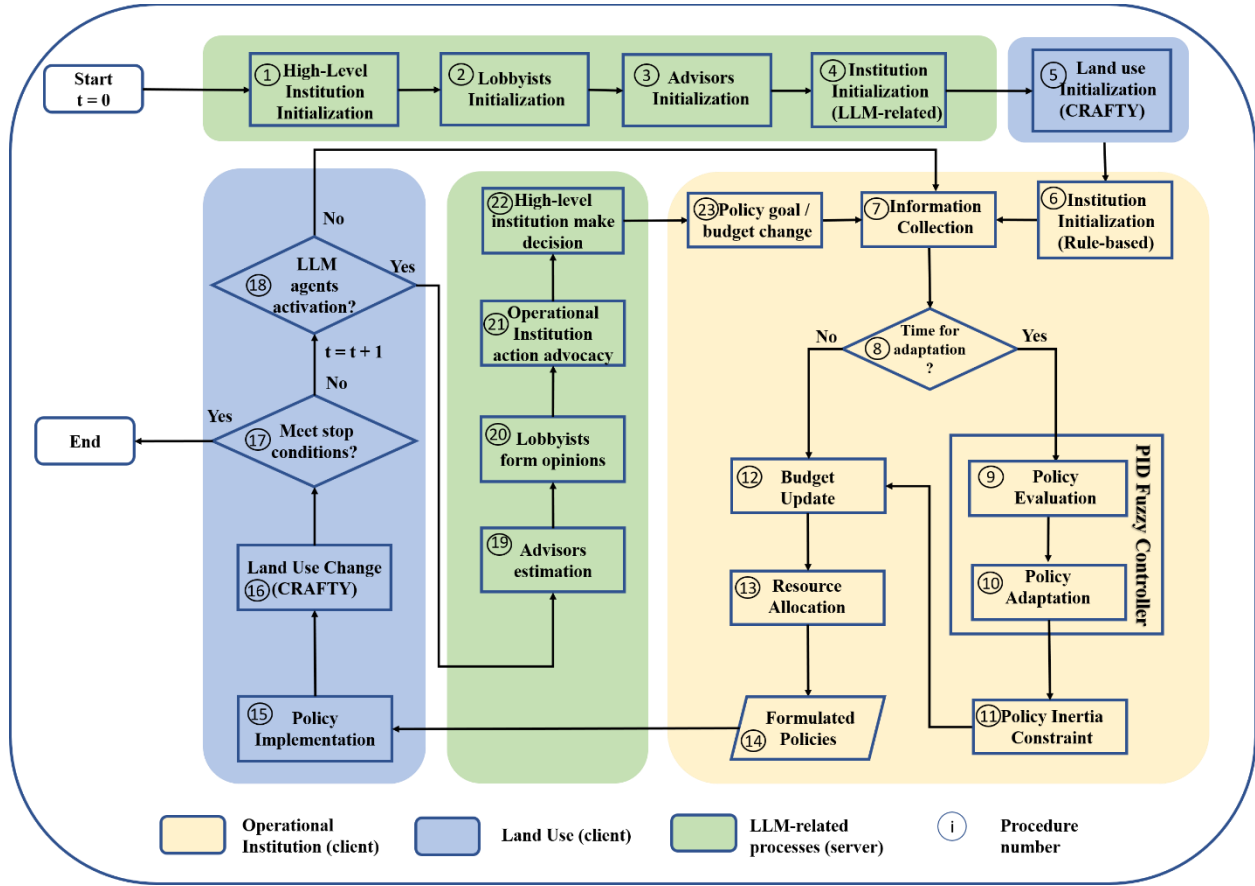 Start
t = 0
1 High-Level
Institution
Initialization
2 Lobbyists
Initialization
3 Advisors
Initialization
4 Institution
Initialization
(LLM-related)
5 Land use
Initialization
(CRAFTY)
No
LLM
18 agents
activation?
Yes
t = t + 1
No
Yes
17 Meet stop
conditions?
End
Land Use Change
16 (CRAFTY)
15 Policy
Implementation
22 High-level
institution make
decision
21 Operational
Institution
action advocacy
20 Lobbyists
form opinions
19 Advisors
estimation
23 Policy goal /
budget change
7 Information
Collection
6 Institution
Initialization
(Rule-based)
No
Time for
8 adaptation
?
Yes
12 Budget
Update
13 Resource
Allocation
Formulated
14 Policies
9 Policy
Evaluation
10 Policy
Adaptation
PID Fuzzy Controller
11 Policy Inertia
Constraint
Operational
Institution (client)
Land Use (client)
LLM-related
processes (server)
i Procedure
number